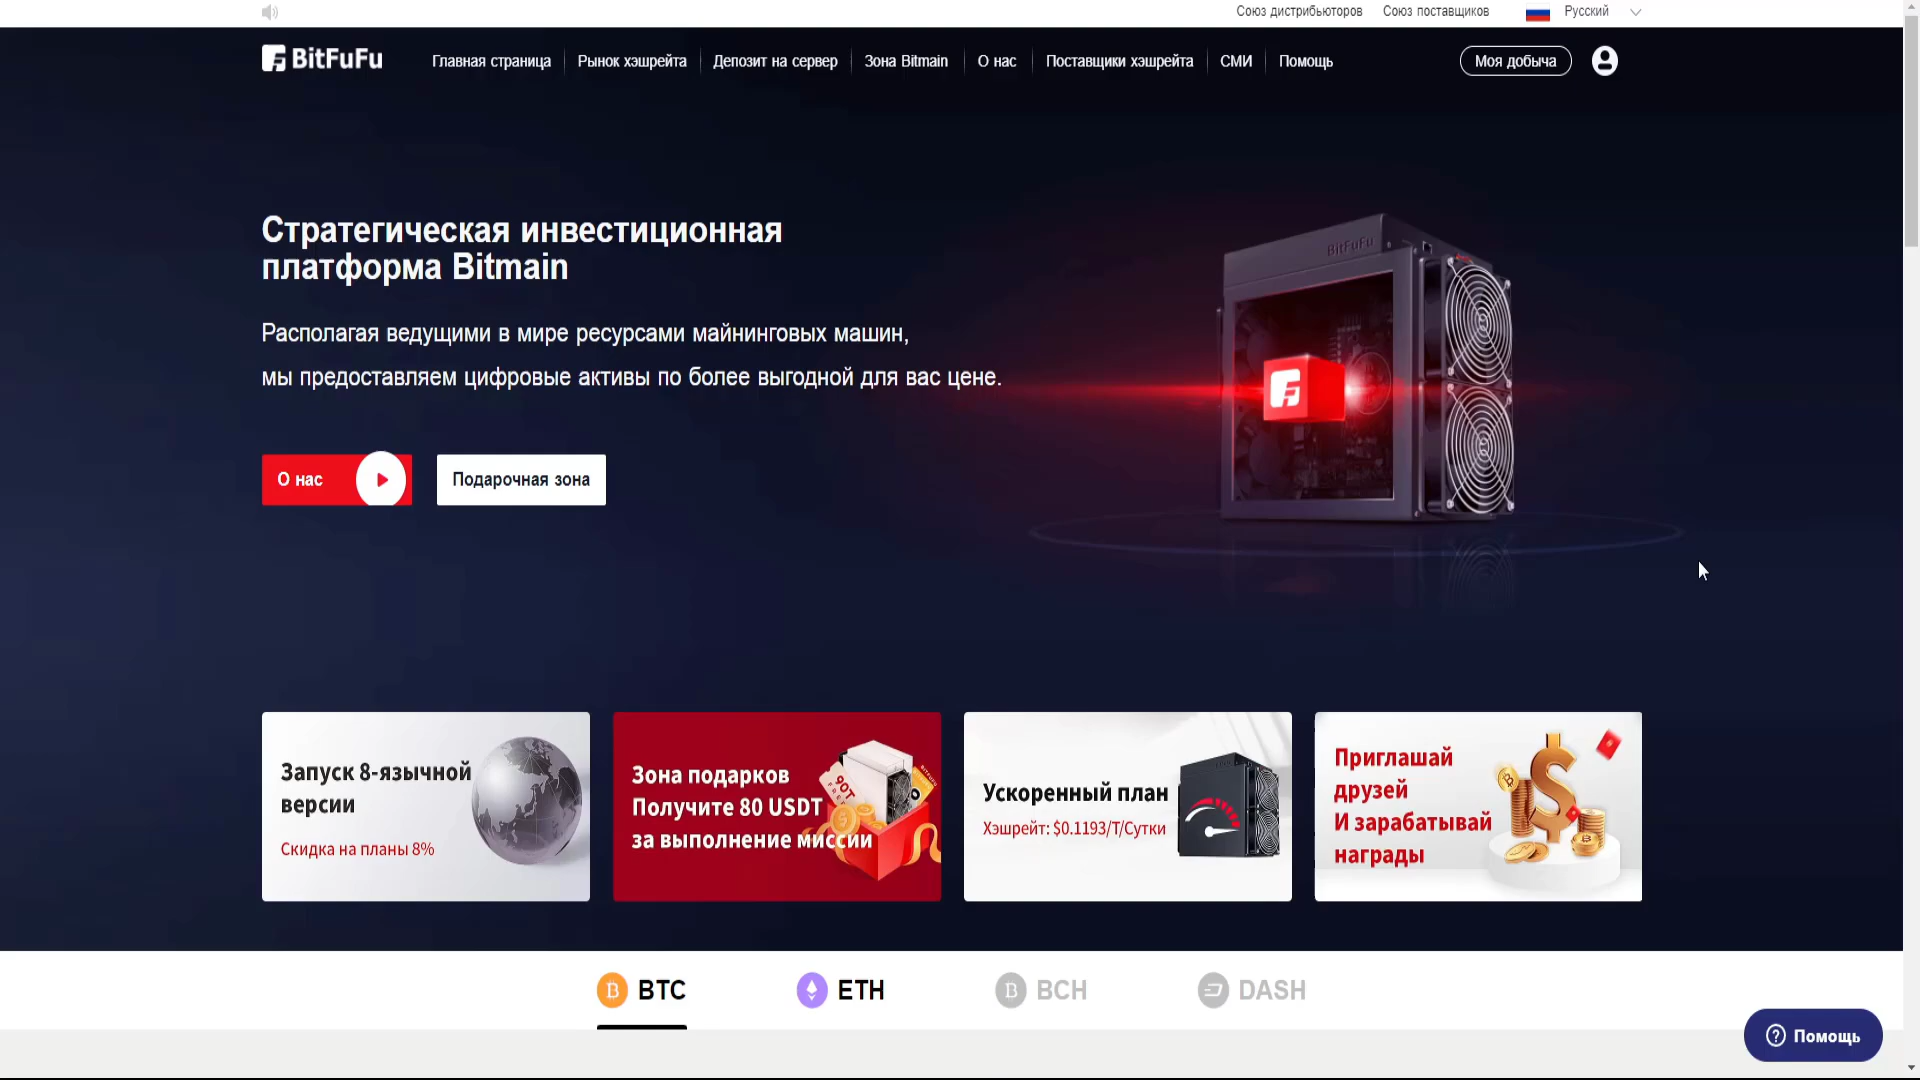 Союз дистрибьюторов Союз поставщиков Русский
BitFuFu Главная страница Рынок хэшрейта Депозит на сервер Зона Bitmain О нас Поставщики хэшрейта СМИ Помощь Моя добыча
Стратегическая инвестиционная
платформа Bitmain
BitFuFu
Располагая ведущими в мире ресурсами майнинговых машин,
мы предоставляем цифровые активы по более выгодной для вас цене.
О нас Подарочная зона
Запуск 8-язычной
версии
Скидка на планы 8%
Зона подарков
Получите 80 USDT
за выполнение миссии
90T
FREE
Ускоренный план
Хэшрейт: $0.1193/T/Сутки
Приглашай
друзей
И зарабатывай
награды
BTC ETH BCH DASH
Помощь